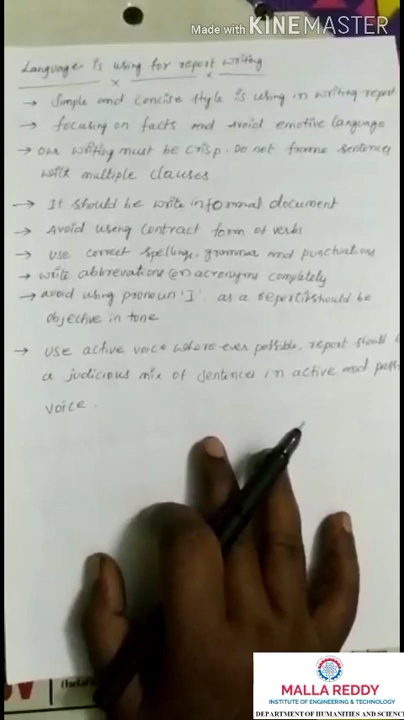 Made with KINEMASTER
Language is using for report writing
→ Simple and concise style is using in writing report
→ focusing on facts and avoid emotive language
→ Our writing must be crisp. Do not frame sentences
with multiple clauses
→ It should be write in formal document
→ Avoid using contract form of verbs
→ Use correct spellings, grammar and punctuations
→ write abbrevations or acronyms completely
→ avoid using pronoun 'I' as a report should be
objective in tone
→ Use active voice where ever possible. report should
a judicious mix of sentences in active and
voice.
MALLA REDDY
INSTITUTE OF ENGINEERING & TECHNOLOGY
DEPARTMENT OF HUMANITIES AND SCIENC